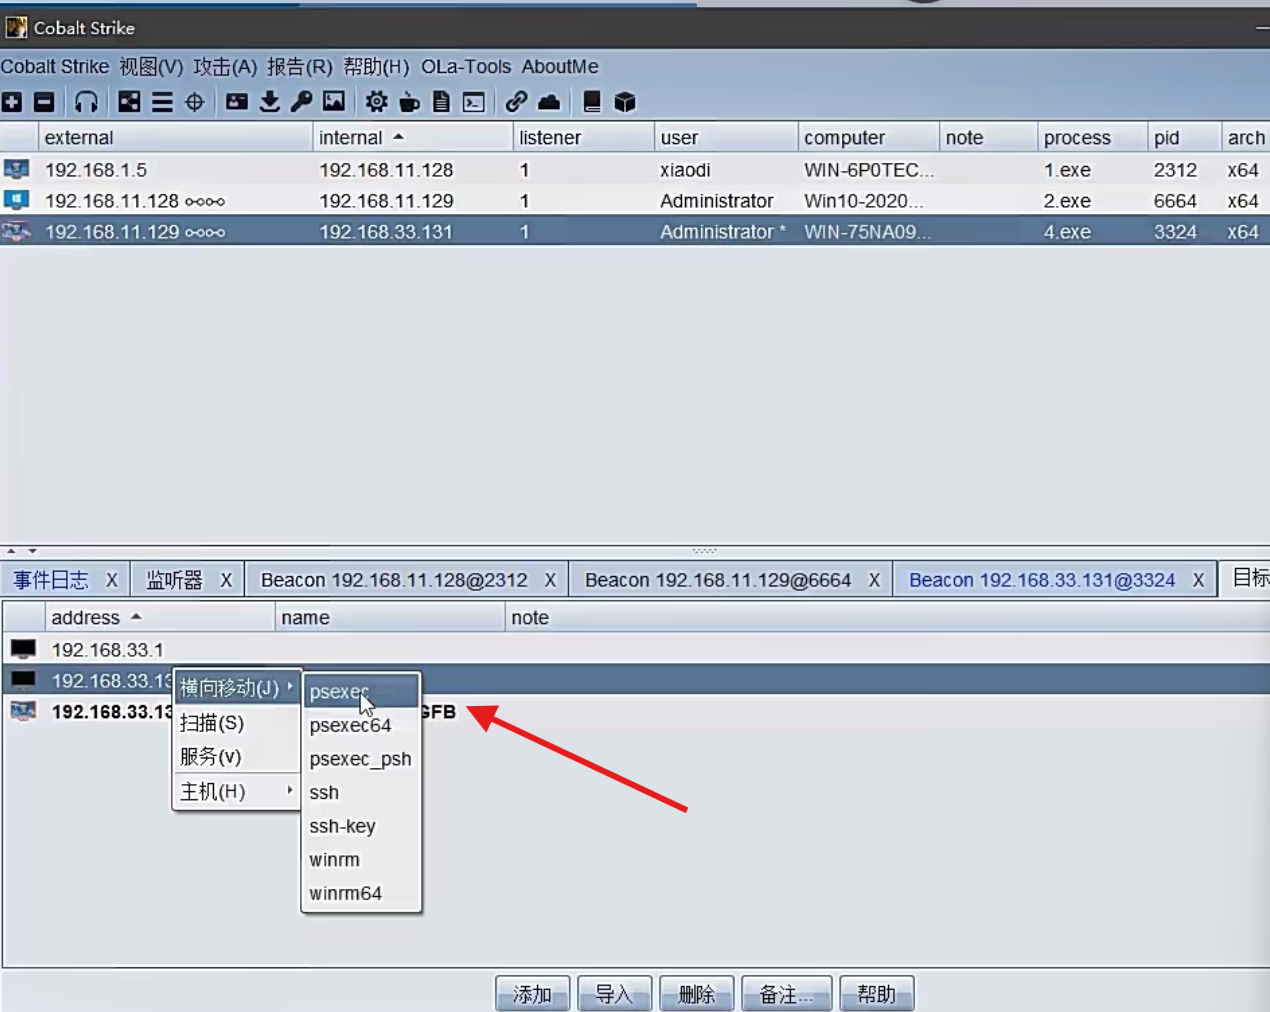 Cobalt Strike
Cobalt Strike 视图(V) 攻击(A) 报告(R) 帮助(H) OLa-Tools AboutMe
external internal listener user computer note process pid arch
192.168.1.5 192.168.11.128 1 xiaodi WIN-6P0TEC... 1.exe 2312 x64
192.168.11.128 192.168.11.129 1 Administrator Win10-2020... 2.exe 6664 x64
192.168.11.129 192.168.33.131 1 Administrator * WIN-75NA09... 4.exe 3324 x64
事件日志 X 监听器 X Beacon 192.168.11.128@2312 X Beacon 192.168.11.129@6664 X Beacon 192.168.33.131@3324 X 目标
address name note
192.168.33.1
192.168.33.13
192.168.33.13 GFB
横向移动(J)
扫描(S)
服务(v)
主机(H)
psexec
psexec64
psexec_psh
ssh
ssh-key
winrm
winrm64
添加 导入 删除 备注... 帮助